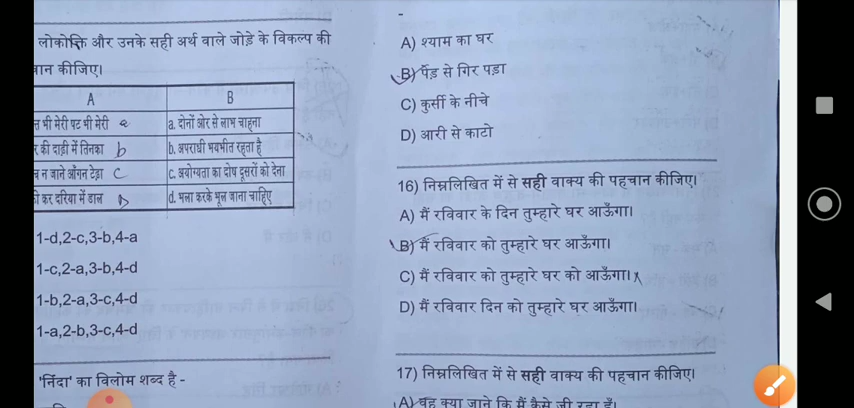 लोकोक्ति और उनके सही अर्थ वाले जोड़े के विकल्प की
कीजिए।
A B
भी मेरी पट भी मेरी a a. दोनों ओर से लाभ चाहना
की दाढ़ी में तिनका b b. अपराधी भयभीत रहता है
न जाने आँगन टेढ़ा C c. अयोग्यता का दोष दूसरों को देना
कर दरिया में डाल D d. भला करके भूल जाना चाहिए
1-d,2-c,3-b,4-a
1-c,2-a,3-b,4-d
1-b,2-a,3-c,4-d
1-a,2-b,3-c,4-d
'निंदा' का विलोम शब्द है -
A) श्याम का घर
B) पेंड़ से गिर पड़ा
C) कुर्सी के नीचे
D) आरी से काटो
16) निम्नलिखित में से सही वाक्य की पहचान कीजिए।
A) मैं रविवार के दिन तुम्हारे घर आऊँगा।
B) मैं रविवार को तुम्हारे घर आऊँगा।
C) मैं रविवार को तुम्हारे घर को आऊँगा।
D) मैं रविवार दिन को तुम्हारे घर आऊँगा।
17) निम्नलिखित में से सही वाक्य की पहचान कीजिए।
A) वह क्या जाने कि मैं कैसे जी रहा हूँ।